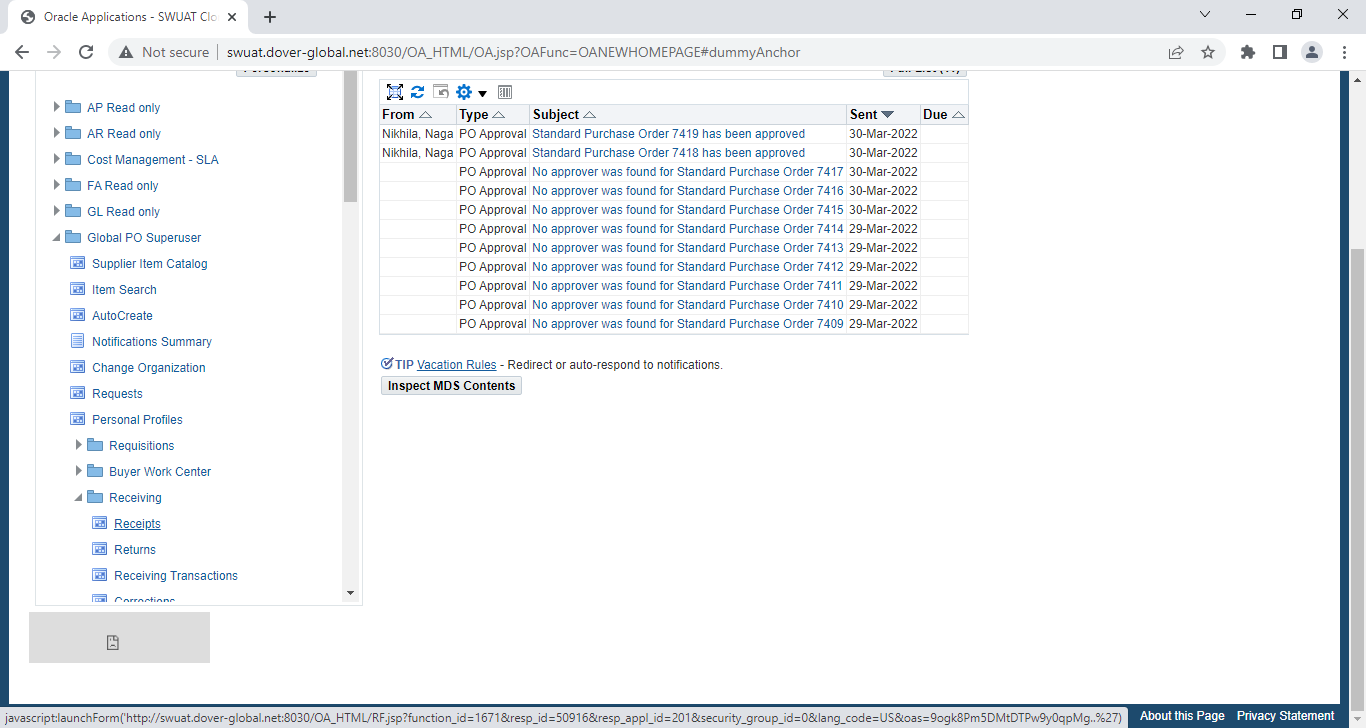 Oracle Applications - SWUAT Clo
Not secure
swuat.dover-global.net:8030/OA_HTML/OA.jsp?OAFunc=OANEWHOMEPAGE#dummyAnchor
Personalize
AP Read only
AR Read only
Cost Management - SLA
FA Read only
GL Read only
Global PO Superuser
Supplier Item Catalog
Item Search
AutoCreate
Notifications Summary
Change Organization
Requests
Personal Profiles
Requisitions
Buyer Work Center
Receiving
Receipts
Returns
Receiving Transactions
Corrections
Full List (11)
From Type Subject Sent Due
Nikhila, Naga PO Approval Standard Purchase Order 7419 has been approved 30-Mar-2022
Nikhila, Naga PO Approval Standard Purchase Order 7418 has been approved 30-Mar-2022
PO Approval No approver was found for Standard Purchase Order 7417 30-Mar-2022
PO Approval No approver was found for Standard Purchase Order 7416 30-Mar-2022
PO Approval No approver was found for Standard Purchase Order 7415 30-Mar-2022
PO Approval No approver was found for Standard Purchase Order 7414 29-Mar-2022
PO Approval No approver was found for Standard Purchase Order 7413 29-Mar-2022
PO Approval No approver was found for Standard Purchase Order 7412 29-Mar-2022
PO Approval No approver was found for Standard Purchase Order 7411 29-Mar-2022
PO Approval No approver was found for Standard Purchase Order 7410 29-Mar-2022
PO Approval No approver was found for Standard Purchase Order 7409 29-Mar-2022
TIP Vacation Rules - Redirect or auto-respond to notifications.
Inspect MDS Contents
javascript:launchForm('http://swuat.dover-global.net:8030/OA_HTML/RF.jsp?function_id=1671&resp_id=50916&resp_appl_id=201&security_group_id=0&lang_code=US&oas=9ogk8Pm5DMtDTPw9y0qpMg..%27)
About this Page Privacy Statement